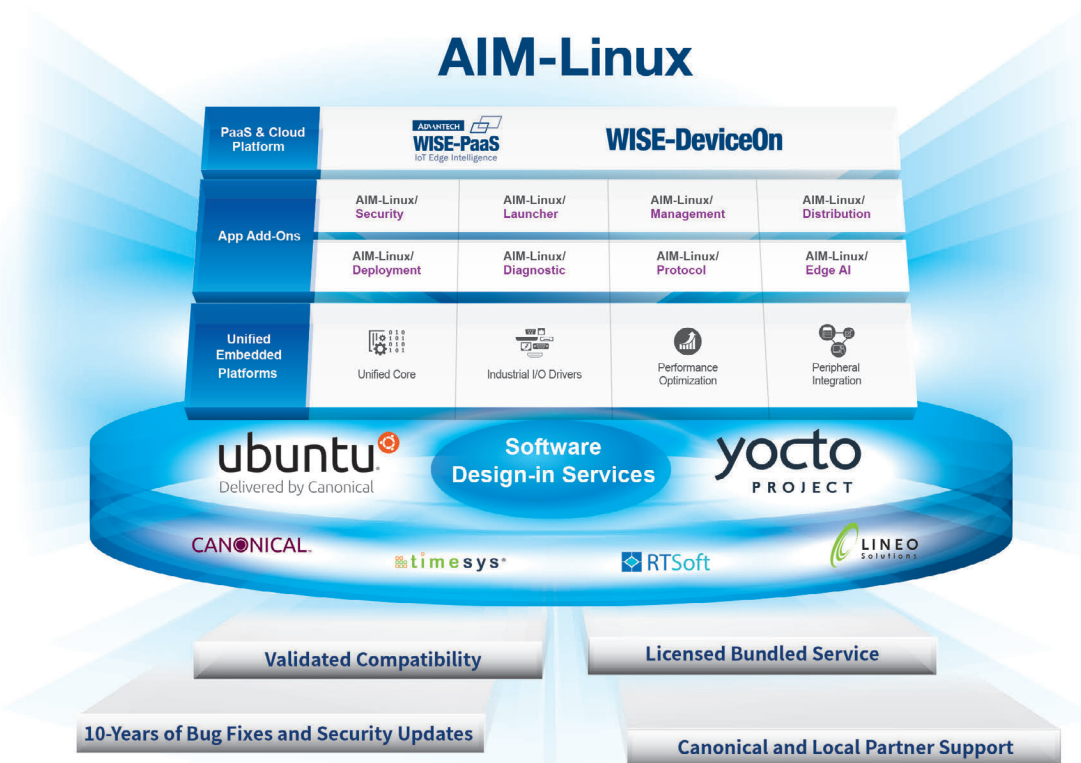 AIM-Linux
PaaS & Cloud
Platform
ADVANTECH
WISE-PaaS
IoT Edge Intelligence
WISE-DeviceOn
App Add-Ons
AIM-Linux/
Security
AIM-Linux/
Launcher
AIM-Linux/
Management
AIM-Linux/
Distribution
AIM-Linux/
Deployment
AIM-Linux/
Diagnostic
AIM-Linux/
Protocol
AIM-Linux/
Edge AI
Unified
Embedded
Platforms
010
101
010
101
Unified Core
Industrial I/O Drivers
Performance
Optimization
Peripheral
Integration
ubuntu
Delivered by Canonical
Software
Design-in Services
yocto
PROJECT
CANONICAL
timesys
RTSoft
LINEO
Solutions
Validated Compatibility
Licensed Bundled Service
10-Years of Bug Fixes and Security Updates
Canonical and Local Partner Support